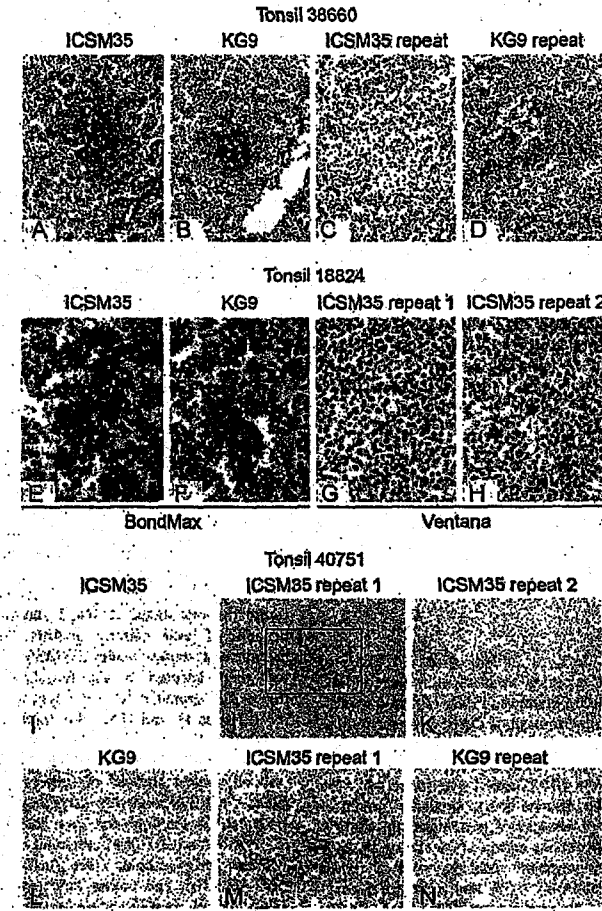 Tonsil 38660
ICSM35 KG9 ICSM35 repeat KG9 repeat
A B C D
Tonsil 18824
ICSM35 KG9 ICSM35 repeat 1 ICSM35 repeat 2
E F G H
BondMax Ventana
Tonsil 40751
ICSM35 ICSM35 repeat 1 ICSM35 repeat 2
I J K
KG9 ICSM35 repeat 1 KG9 repeat
L M N